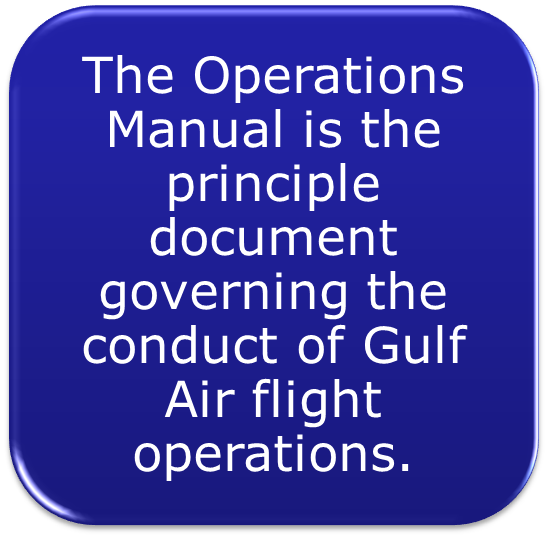 The Operations
Manual is the
principle
document
governing the
conduct of Gulf
Air flight
operations.